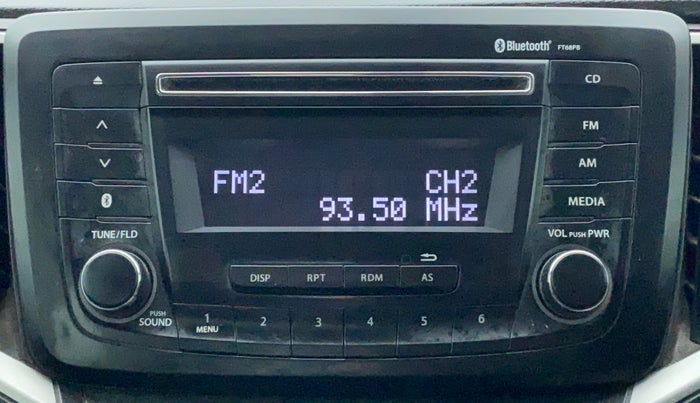 Bluetooth® FT68PB
CD
FM
AM
MEDIA
FM2 CH2
93.50 MHz
TUNE/FLD
VOL PUSH PWR
DISP RPT RDM AS
PUSH
SOUND
1 2 3 4 5 6
MENU